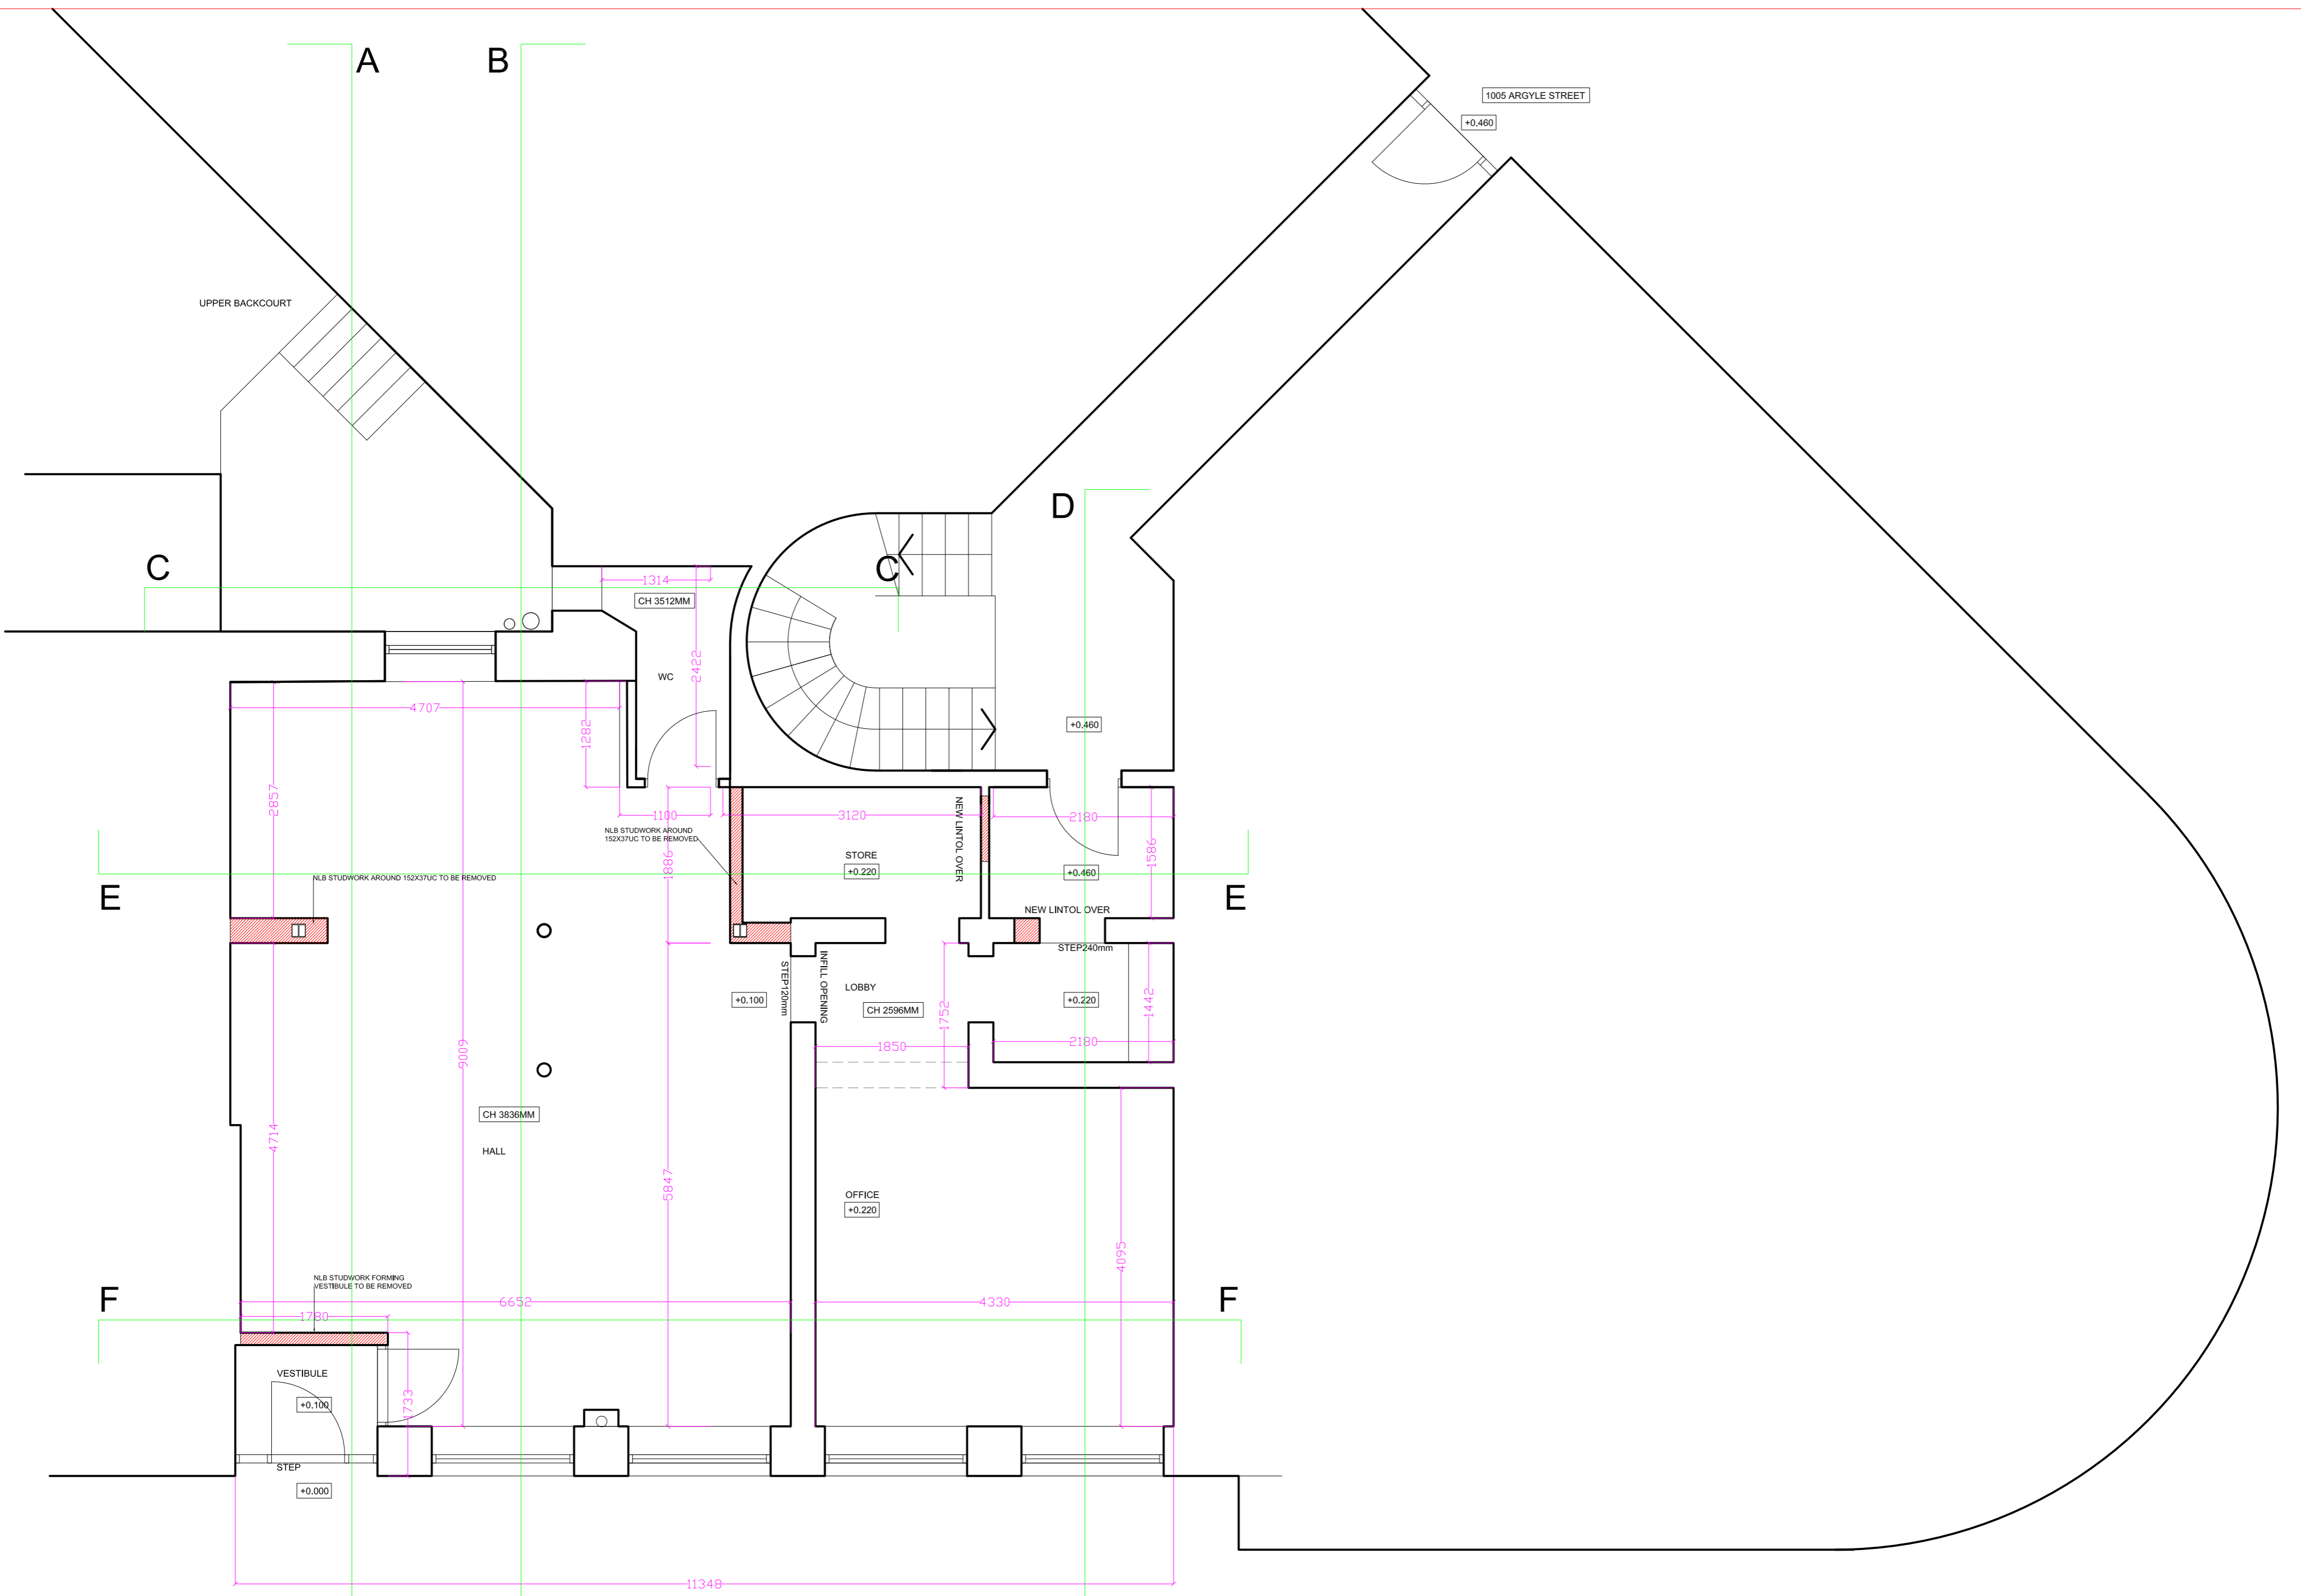 A
B
1005 ARGYLE STREET
+0.460
UPPER BACKCOURT
D
C
C
1314
CH 3512MM
2422
WC
4707
1282
+0.460
2857
1100
3120
2180
NLB STUDWORK AROUND
152X37UC TO BE REMOVED
NEW LINTOL OVER
1886
1586
STORE
+0.220
+0.460
E
E
NLB STUDWORK AROUND 152X37UC TO BE REMOVED
NEW LINTOL OVER
STEP240mm
STEP120mm
INFILL OPENING
LOBBY
+0.100
CH 2596MM
+0.220
1442
1752
9009
1850
2180
CH 3836MM
4714
HALL
5847
OFFICE
+0.220
4095
NLB STUDWORK FORMING
VESTIBULE TO BE REMOVED
F
F
6652
4330
1780
VESTIBULE
+0.100
1733
STEP
+0.000
11348